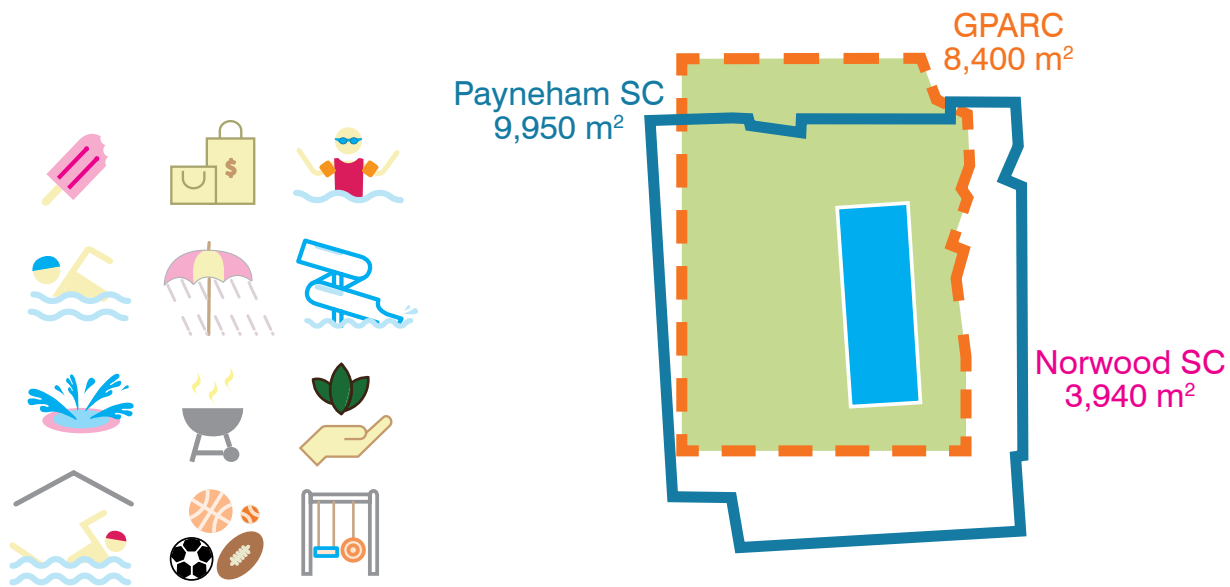 GPARC
8,400 m²
Payneham SC
9,950 m²
$
Norwood SC
3,940 m²